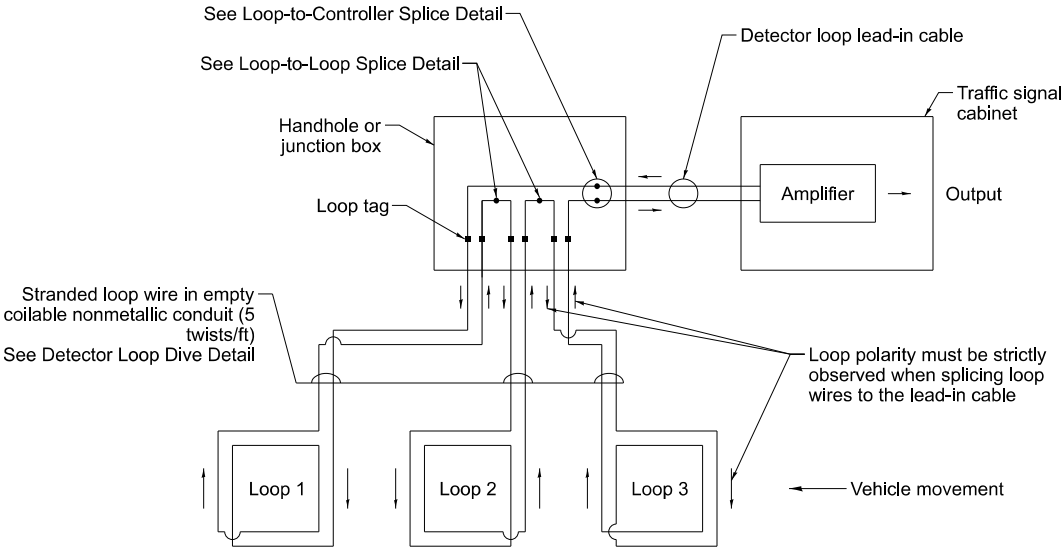 See Loop-to-Controller Splice Detail
Detector loop lead-in cable
See Loop-to-Loop Splice Detail
Traffic signal
cabinet
Handhole or
junction box
Amplifier
Output
Loop tag
Stranded loop wire in empty
coilable nonmetallic conduit (5
twists/ft)
See Detector Loop Dive Detail
Loop polarity must be strictly
observed when splicing loop
wires to the lead-in cable
Loop 1
Loop 2
Loop 3
Vehicle movement